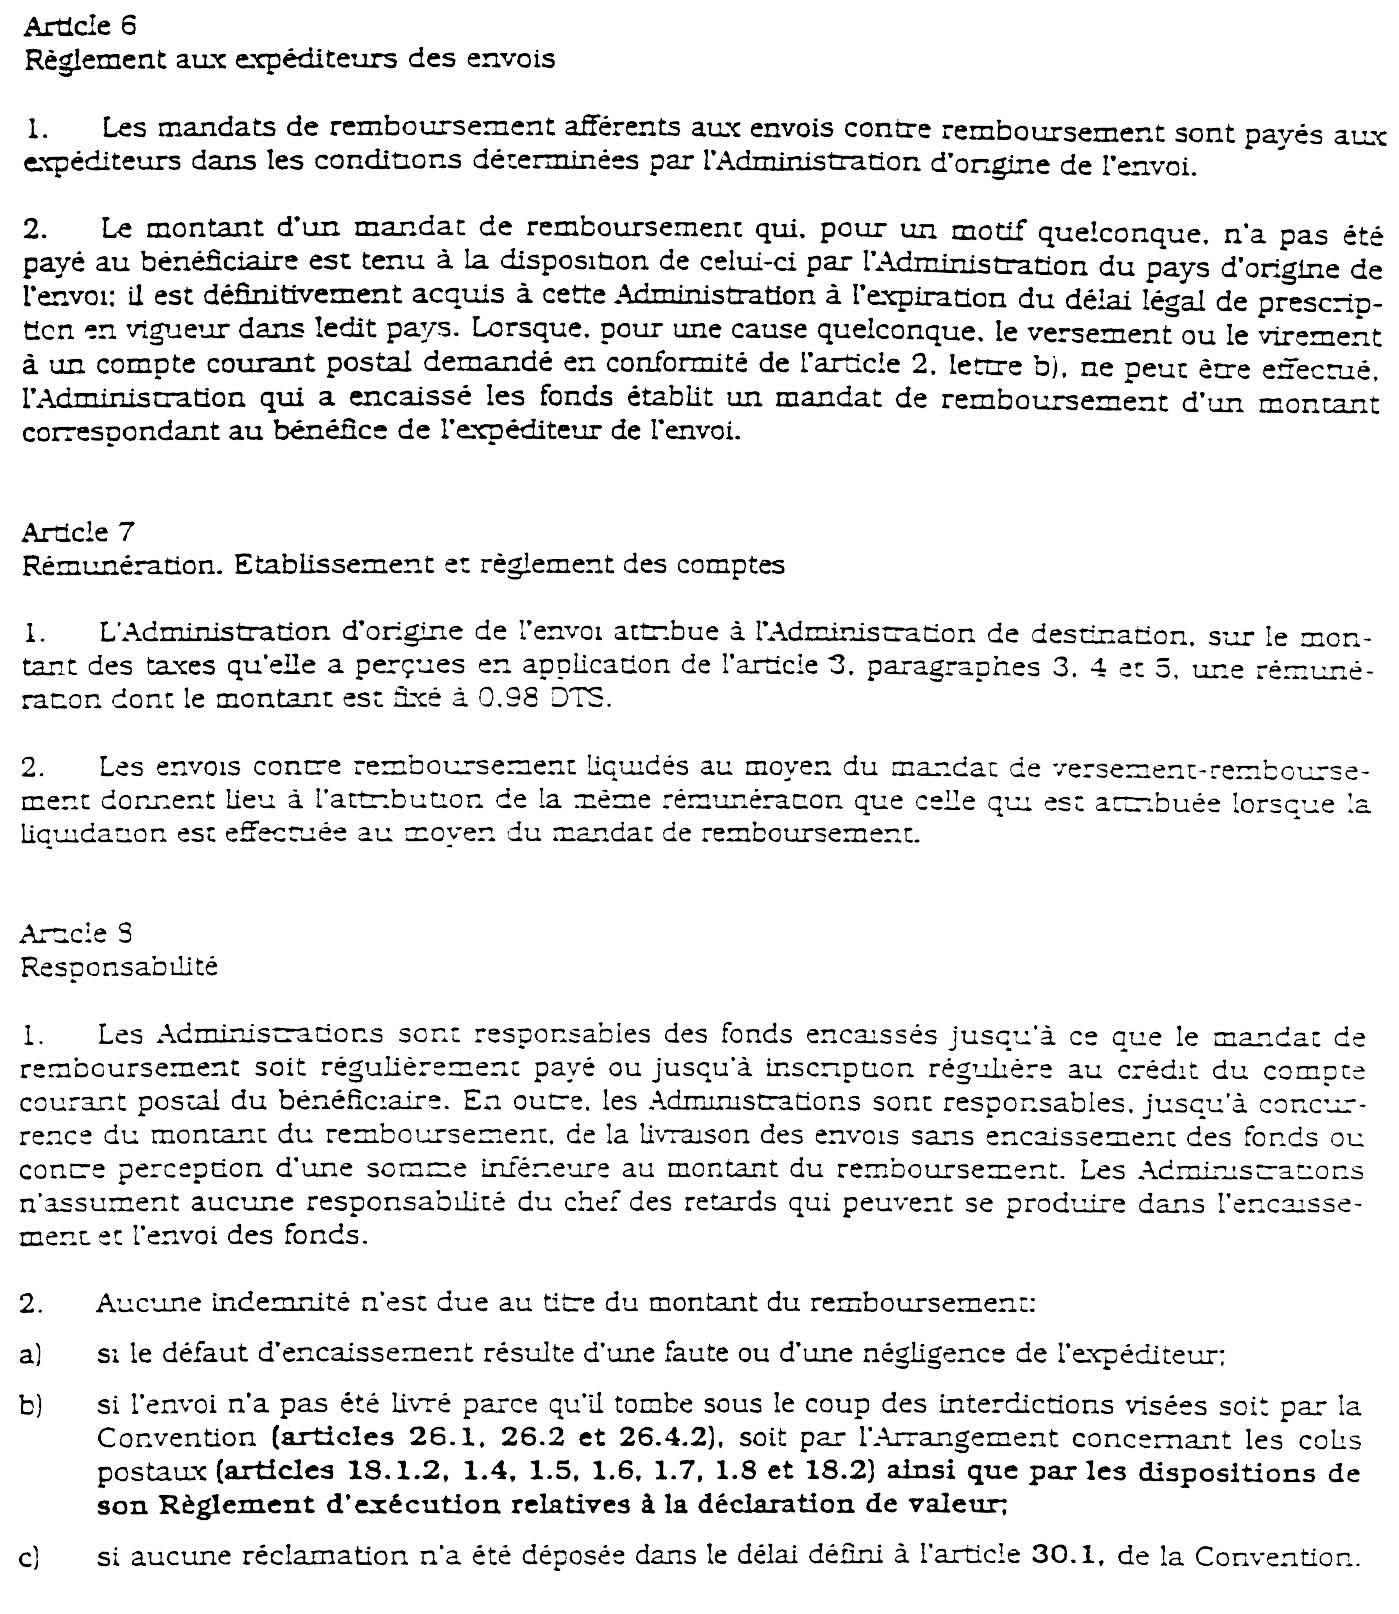 Article 6
Règlement aux expéditeurs des envois
1. Les mandats de remboursement afférents aux envois contre remboursement sont payés aux
expéditeurs dans les conditions déterminées par l'Administration d'origine de l'envoi.
2. Le montant d'un mandat de remboursement qui, pour un motif quelconque, n'a pas été
payé au bénéficiaire est tenu à la disposition de celui-ci par l'Administration du pays d'origine de
l'envoi; il est définitivement acquis à cette Administration à l'expiration du délai légal de prescrip-
tion en vigueur dans ledit pays. Lorsque, pour une cause quelconque, le versement ou le virement
à un compte courant postal demandé en conformité de l'article 2, lettre b), ne peut être effectué,
l'Administration qui a encaissé les fonds établit un mandat de remboursement d'un montant
correspondant au bénéfice de l'expéditeur de l'envoi.
Article 7
Rémunération. Etablissement et règlement des comptes
1. L'Administration d'origine de l'envoi attribue à l'Administration de destination, sur le mon-
tant des taxes qu'elle a perçues en application de l'article 3, paragraphes 3, 4 et 5, une rémuné-
ration dont le montant est fixé à 0,98 DTS.
2. Les envois contre remboursement liquidés au moyen du mandat de versement-rembourse-
ment donnent lieu à l'attribution de la même rémunération que celle qui est attribuée lorsque la
liquidation est effectuée au moyen du mandat de remboursement.
Article 8
Responsabilité
1. Les Administrations sont responsables des fonds encaissés jusqu'à ce que le mandat de
remboursement soit régulièrement payé ou jusqu'à inscription régulière au crédit du compte
courant postal du bénéficiaire. En outre, les Administrations sont responsables, jusqu'à concur-
rence du montant du remboursement, de la livraison des envois sans encaissement des fonds ou
contre perception d'une somme inférieure au montant du remboursement. Les Administrations
n'assument aucune responsabilité du chef des retards qui peuvent se produire dans l'encaisse-
ment et l'envoi des fonds.
2. Aucune indemnité n'est due au titre du montant du remboursement:
a) si le défaut d'encaissement résulte d'une faute ou d'une négligence de l'expéditeur;
b) si l'envoi n'a pas été livré parce qu'il tombe sous le coup des interdictions visées soit par la
Convention (articles 26.1, 26.2 et 26.4.2), soit par l'Arrangement concernant les colis
postaux (articles 18.1.2, 1.4, 1.5, 1.6, 1.7, 1.8 et 18.2) ainsi que par les dispositions de
son Règlement d'exécution relatives à la déclaration de valeur;
c) si aucune réclamation n'a été déposée dans le délai défini à l'article 30.1, de la Convention.